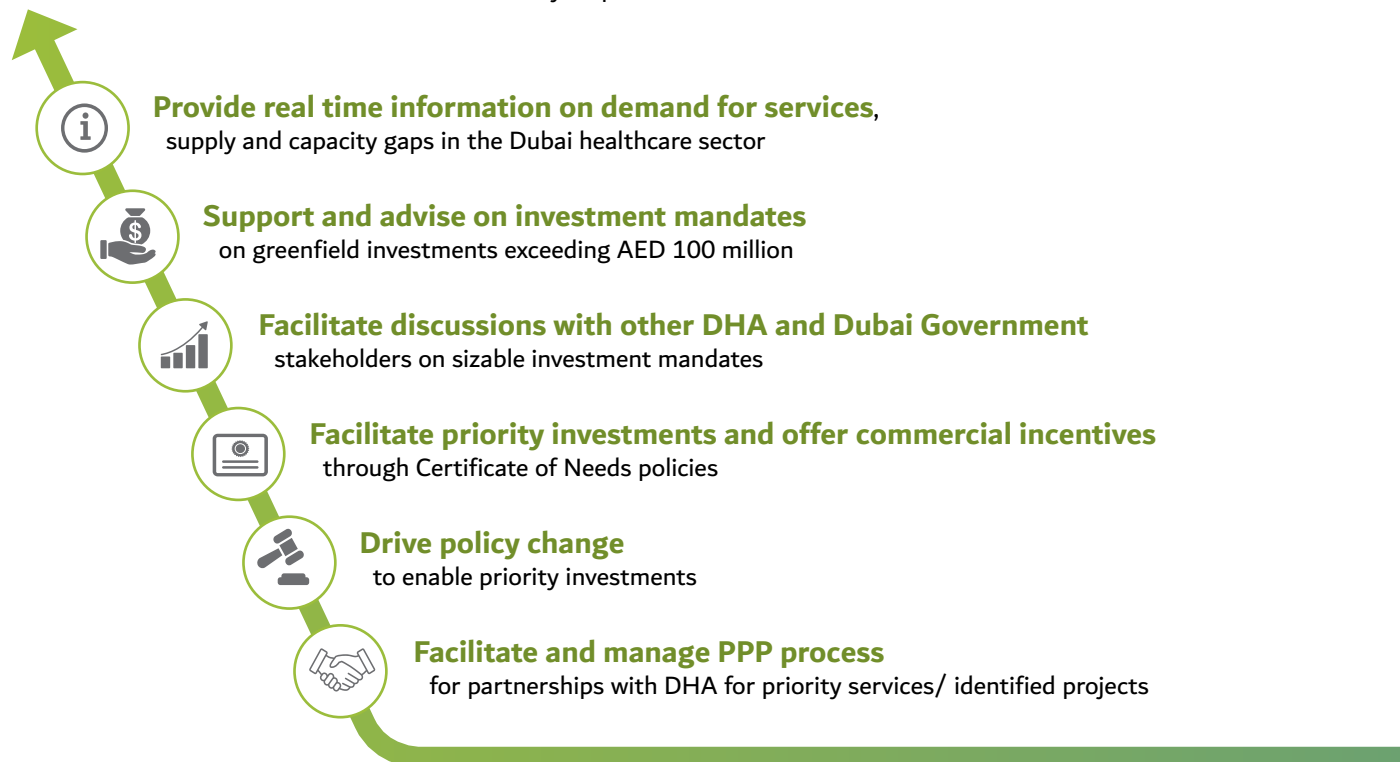 Provide real time information on demand for services,
supply and capacity gaps in the Dubai healthcare sector
Support and advise on investment mandates
on greenfield investments exceeding AED 100 million
Facilitate discussions with other DHA and Dubai Government
stakeholders on sizable investment mandates
Facilitate priority investments and offer commercial incentives
through Certificate of Needs policies
Drive policy change
to enable priority investments
Facilitate and manage PPP process
for partnerships with DHA for priority services/ identified projects